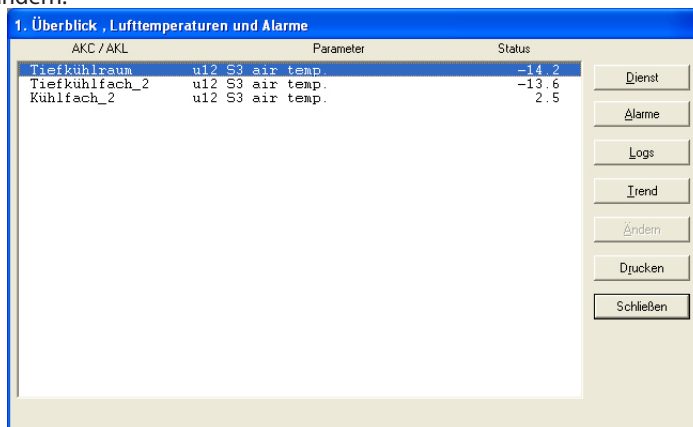 ändern.
1. Überblick , Lufttemperaturen und Alarme
AKC / AKL Parameter Status
Tiefkühlraum u12 S3 air temp. -14.2
Tiefkühlfach_2 u12 S3 air temp. -13.6
Kühlfach_2 u12 S3 air temp. 2.5
Dienst
Alarme
Logs
Trend
Ändern
Drucken
Schließen